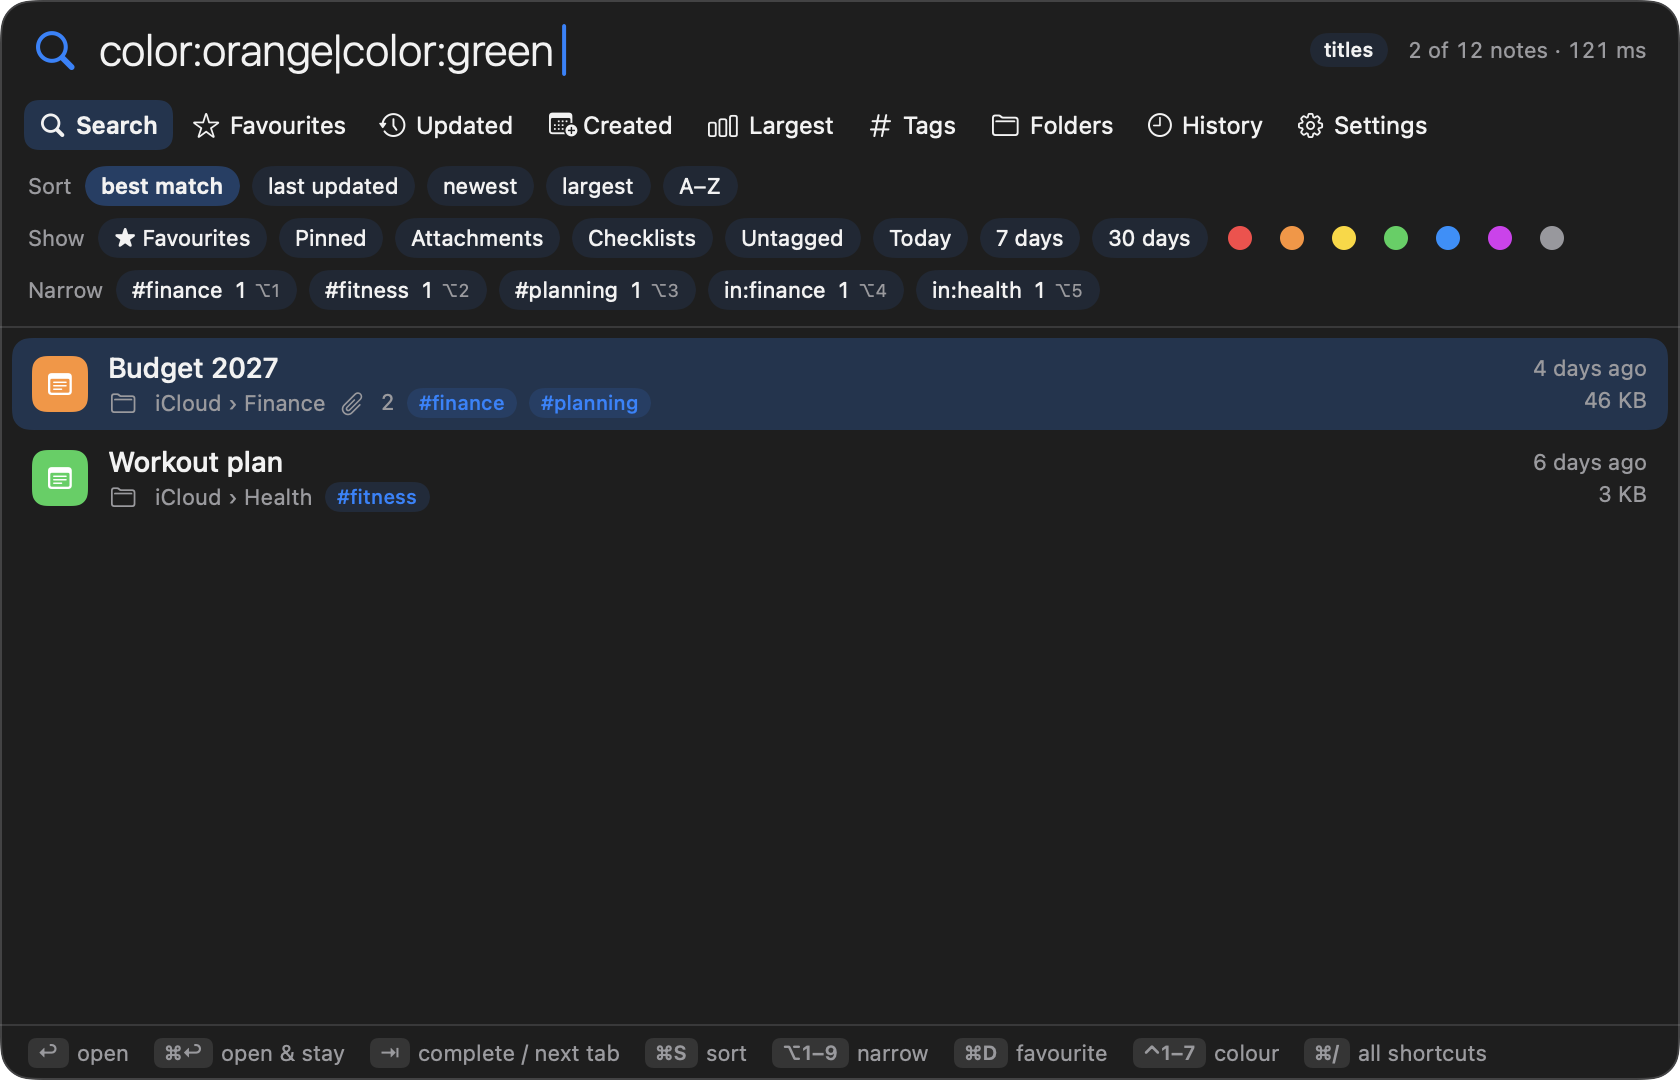 color:orange|color:green titles 2 of 12 notes · 121 ms
Search Favourites Updated Created Largest Tags Folders History Settings
Sort best match last updated newest largest A–Z
Show ★ Favourites Pinned Attachments Checklists Untagged Today 7 days 30 days
Narrow #finance 1 ⌥1 #fitness 1 ⌥2 #planning 1 ⌥3 in:finance 1 ⌥4 in:health 1 ⌥5
Budget 2027 4 days ago
iCloud › Finance 2 #finance #planning 46 KB
Workout plan 6 days ago
iCloud › Health #fitness 3 KB
↩ open ⌘↩ open & stay ⇥ complete / next tab ⌘S sort ⌥1–9 narrow ⌘D favourite ^1–7 colour ⌘/ all shortcuts